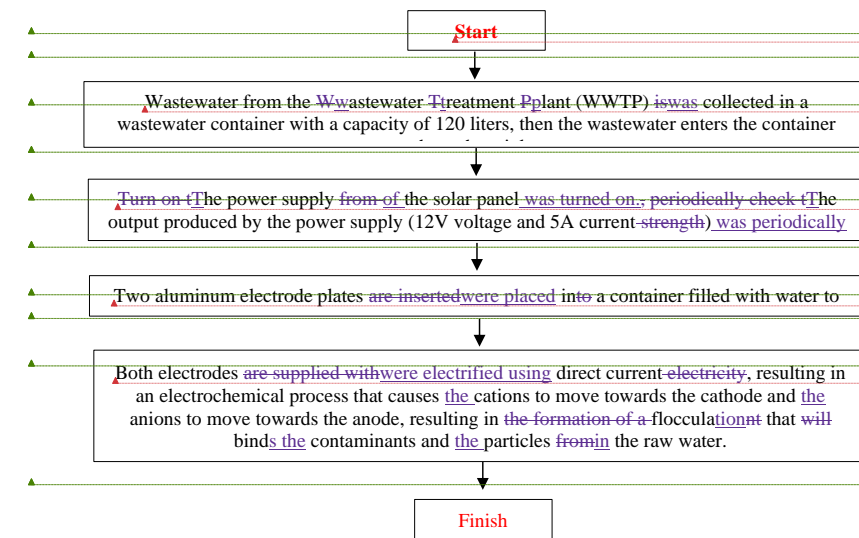 Start
Wastewater from the Wwastewater Ttreatment Pplant (WWTP) iswas collected in a
wastewater container with a capacity of 120 liters, then the wastewater enters the container
Turn on tThe power supply from of the solar panel was turned on., periodically check tThe
output produced by the power supply (12V voltage and 5A current strength) was periodically
Two aluminum electrode plates are insertedwere placed into a container filled with water to
Both electrodes are supplied withwere electrified using direct current electricity, resulting in
an electrochemical process that causes the cations to move towards the cathode and the
anions to move towards the anode, resulting in the formation of a flocculationnt that will
binds the contaminants and the particles fromin the raw water.
Finish